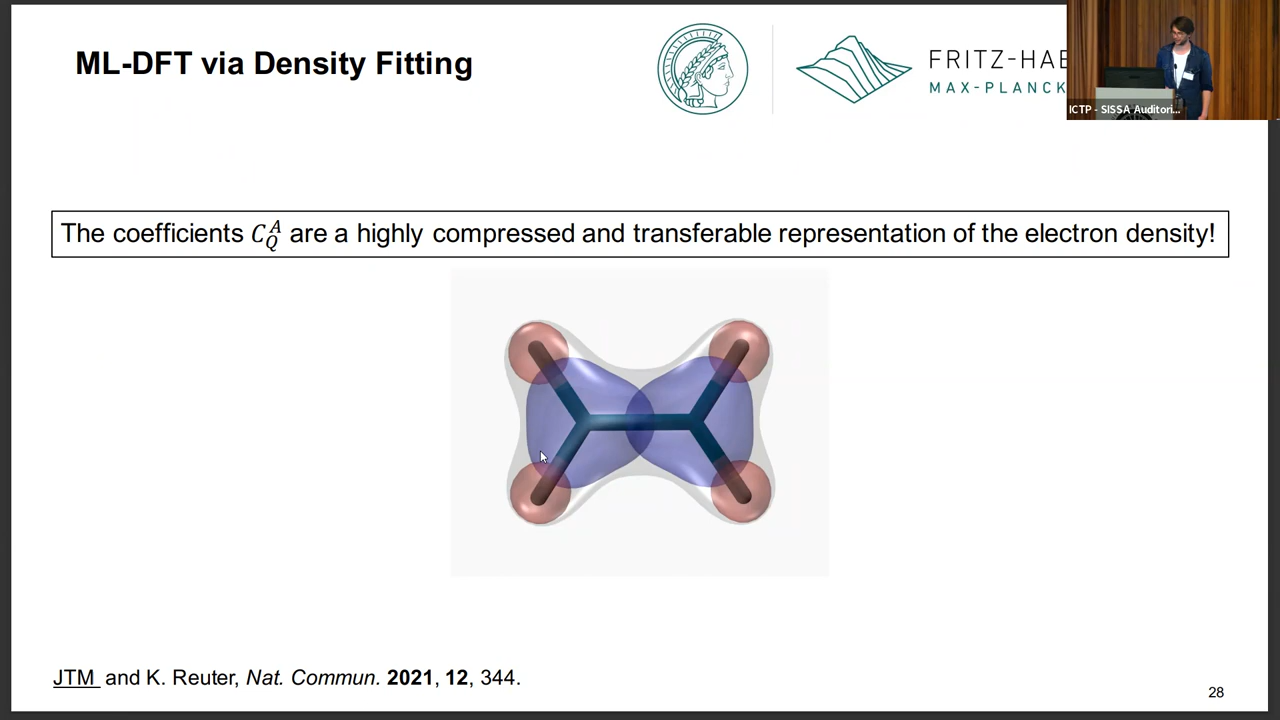 ML-DFT via Density Fitting
FRITZ-HAB
MAX-PLANCK
ICTP - SISSA Auditori...
The coefficients C_Q^A are a highly compressed and transferable representation of the electron density!
JTM and K. Reuter, Nat. Commun. 2021, 12, 344.
28